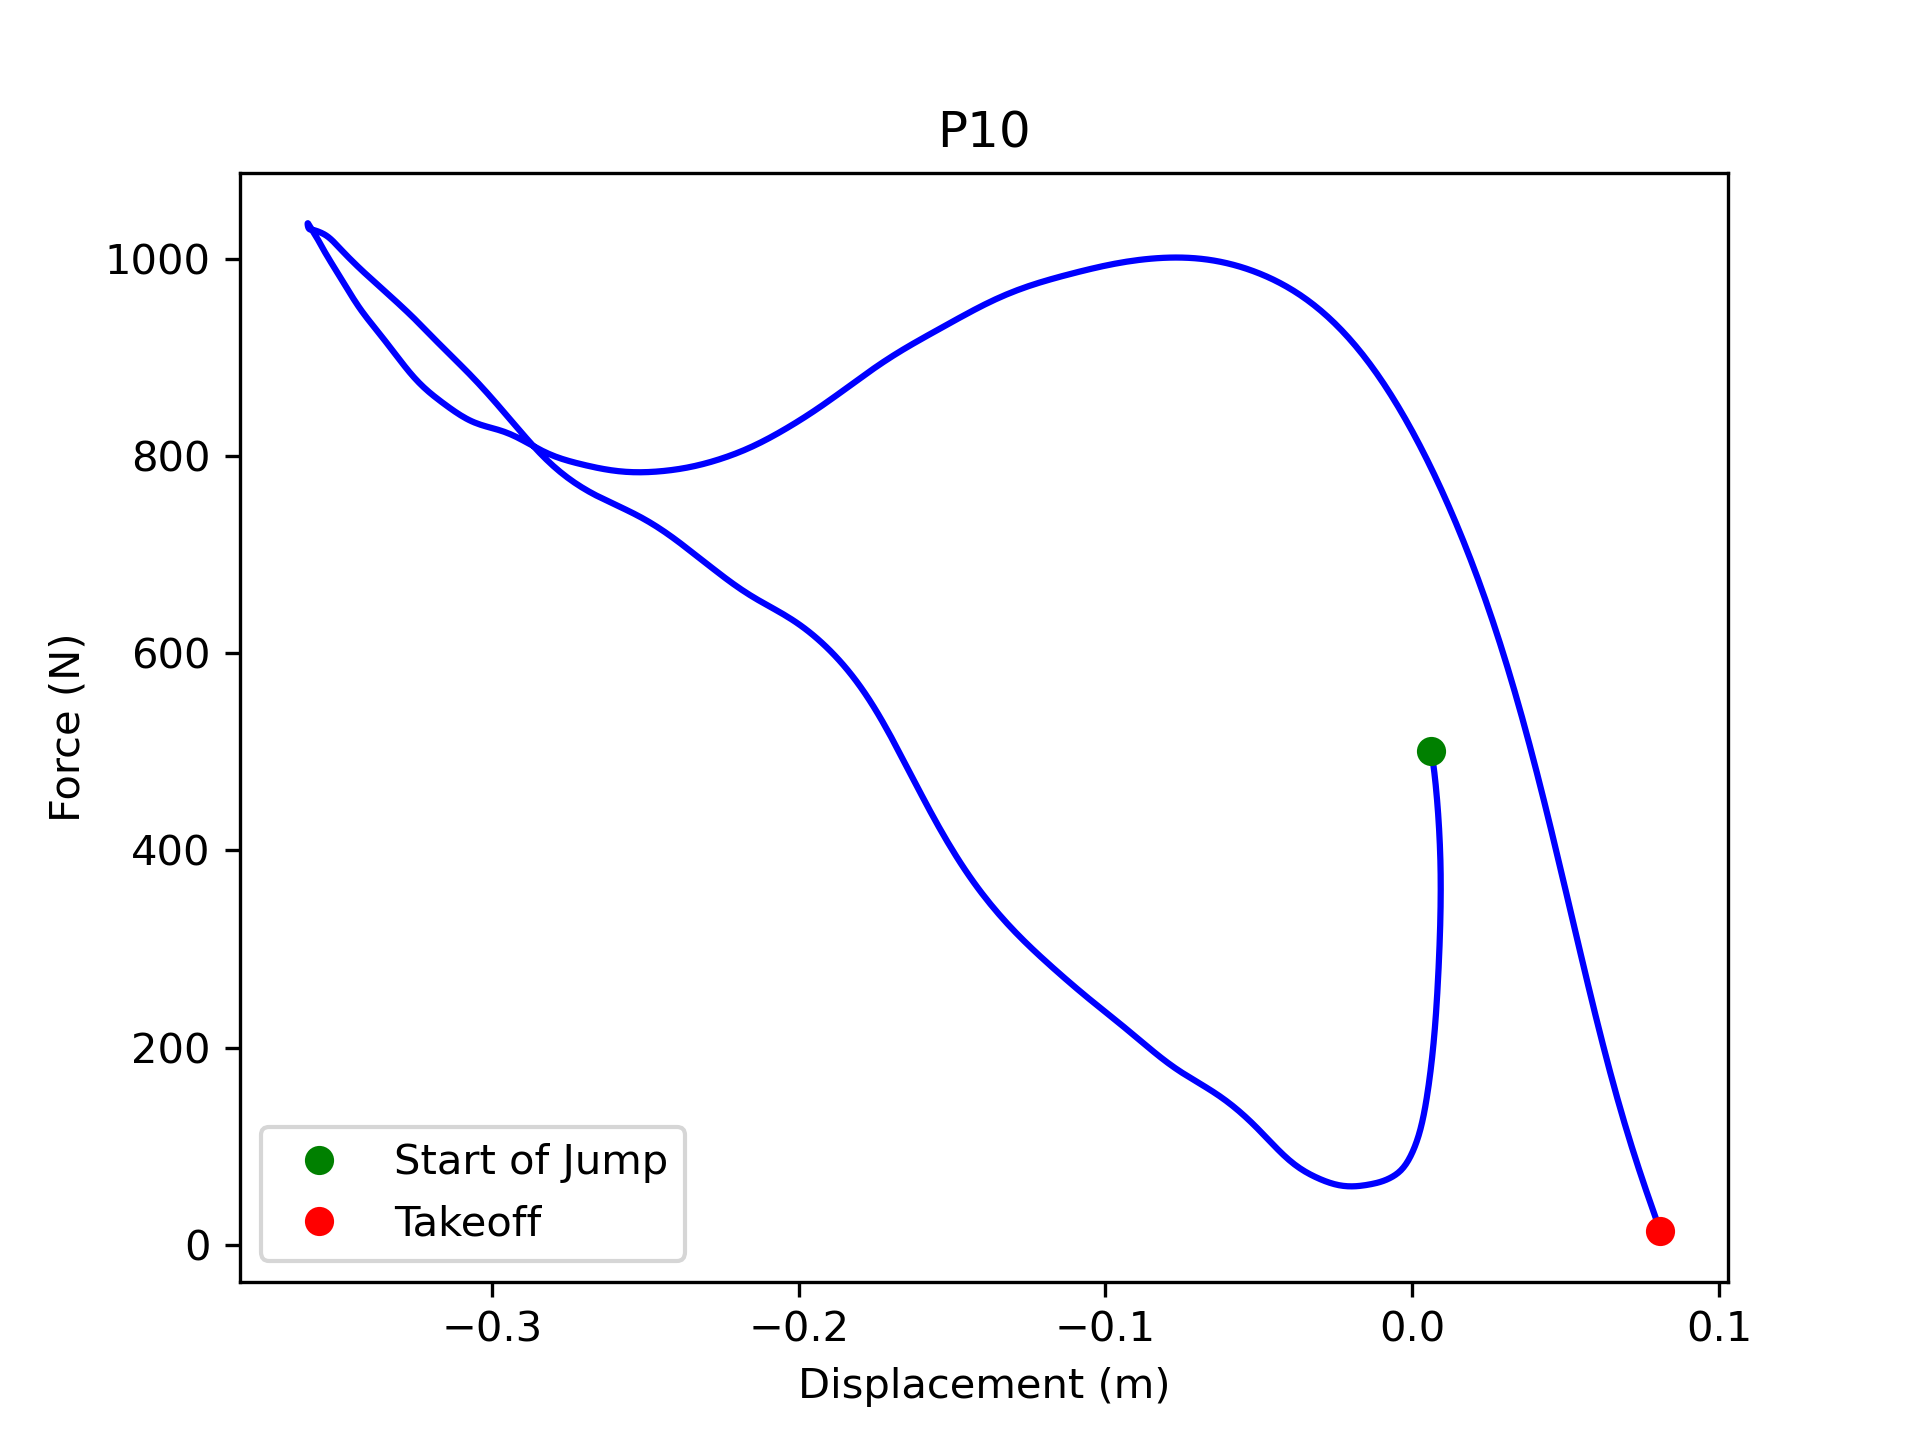 P10
1000
800
600
400
200
0
Force (N)
Start of Jump
Takeoff
−0.3 −0.2 −0.1 0.0 0.1
Displacement (m)